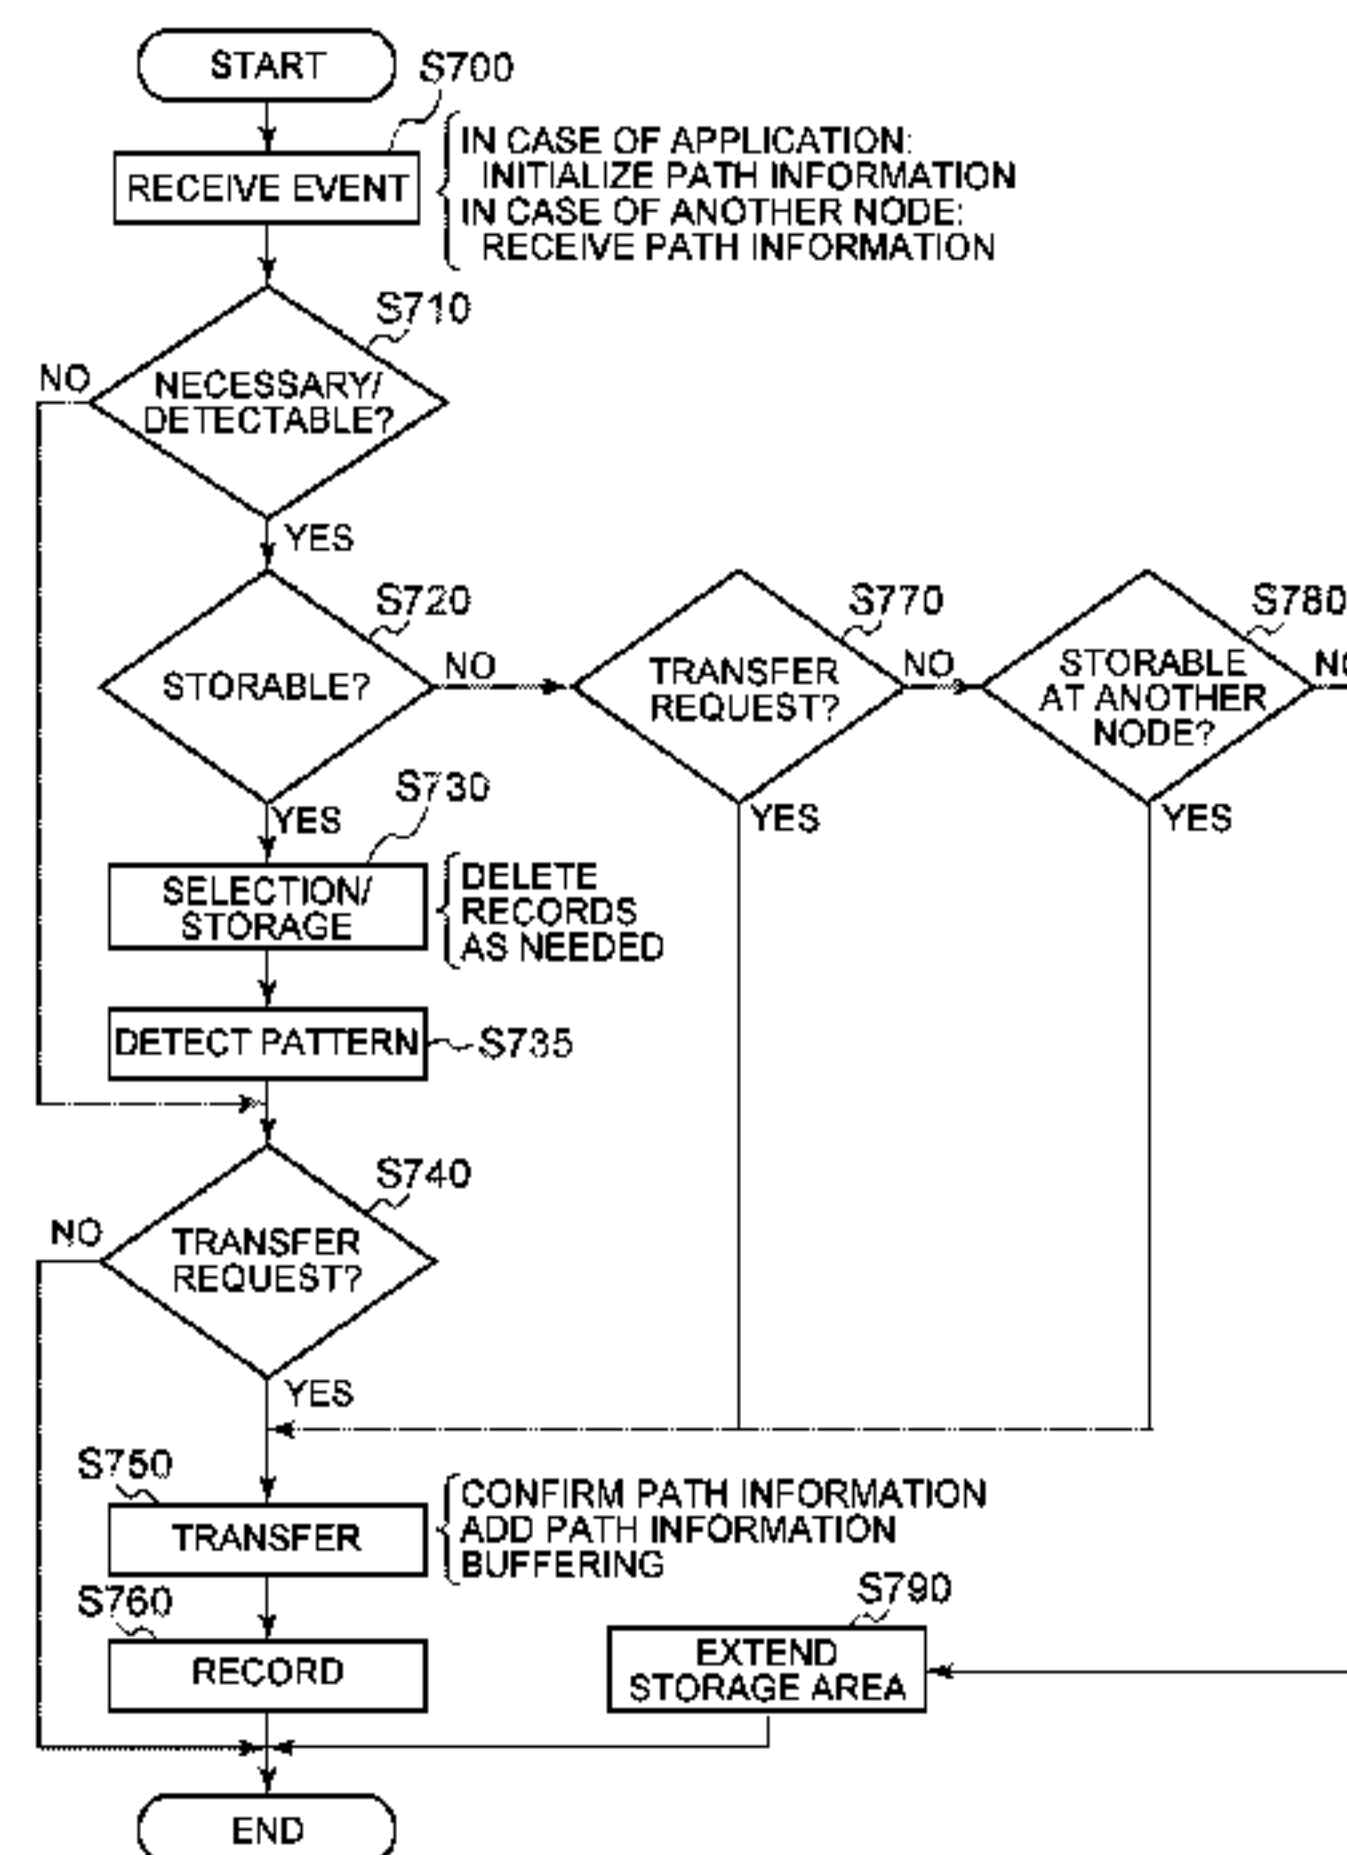 START
S700
RECEIVE EVENT
IN CASE OF APPLICATION:
INITIALIZE PATH INFORMATION
IN CASE OF ANOTHER NODE:
RECEIVE PATH INFORMATION
S710
NO
NECESSARY/
DETECTABLE?
YES
S720
STORABLE?
NO
S770
TRANSFER
REQUEST?
NO
S780
STORABLE
AT ANOTHER
NODE?
NO
YES
YES
YES
S730
SELECTION/
STORAGE
DELETE
RECORDS
AS NEEDED
DETECT PATTERN
S735
S740
NO
TRANSFER
REQUEST?
YES
S750
TRANSFER
CONFIRM PATH INFORMATION
ADD PATH INFORMATION
BUFFERING
S760
RECORD
S790
EXTEND
STORAGE AREA
END